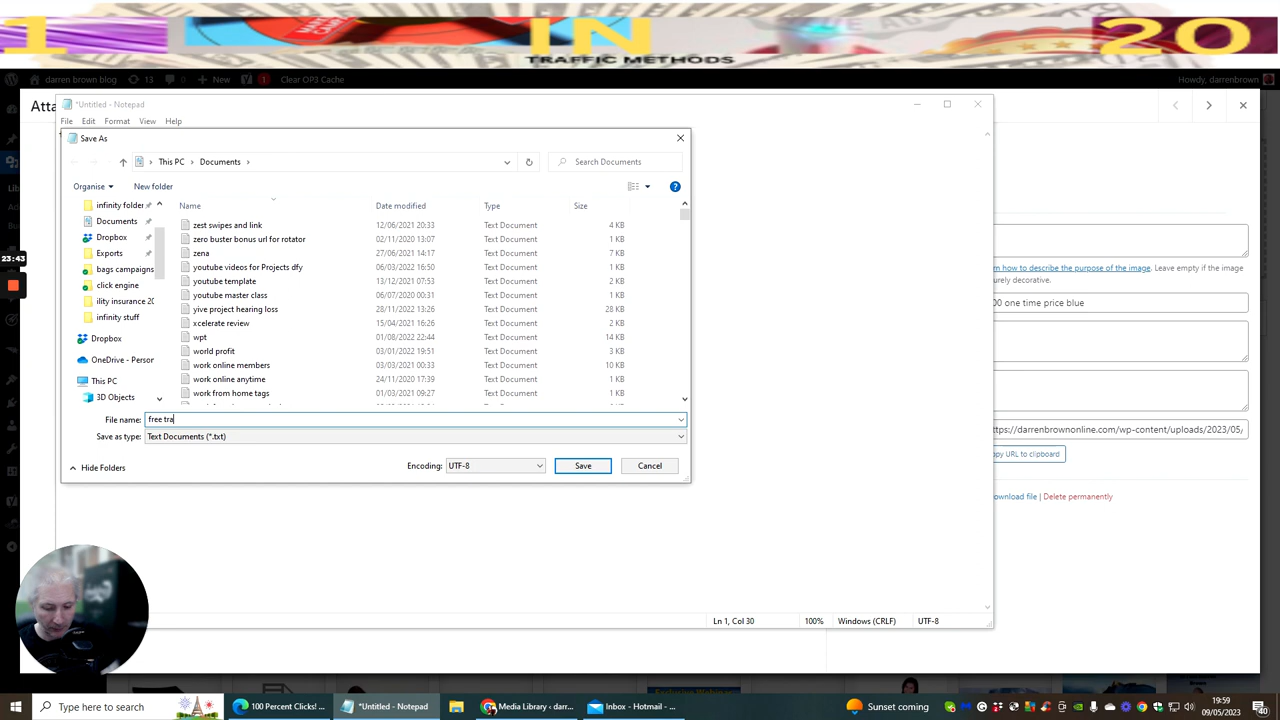 1 IN 20
TRAFFIC METHODS
darren brown blog 13 0 New 1 Clear OP3 Cache Howdy, darrenbrown
Atta
*Untitled - Notepad
File Edit Format View Help
Save As
This PC Documents Search Documents
Organise New folder
Name Date modified Type Size
zest swipes and link 12/06/2021 20:33 Text Document 4 KB
zero buster bonus url for rotator 02/11/2020 13:07 Text Document 1 KB
zena 27/06/2021 14:17 Text Document 7 KB
youtube videos for Projects dfy 06/03/2022 16:50 Text Document 1 KB
youtube template 13/12/2021 07:53 Text Document 2 KB
youtube master class 06/07/2020 00:31 Text Document 1 KB
yive project hearing loss 28/11/2022 13:26 Text Document 28 KB
xcelerate review 15/04/2021 16:26 Text Document 2 KB
wpt 01/08/2022 22:44 Text Document 14 KB
world profit 03/01/2022 19:51 Text Document 3 KB
work online members 03/03/2021 00:33 Text Document 10 KB
work online anytime 24/11/2020 17:39 Text Document 1 KB
work from home tags 01/03/2021 09:27 Text Document 1 KB
infinity folder
Documents
Dropbox
Exports
bags campaigns
click engine
ility insurance 20
infinity stuff
Dropbox
OneDrive - Person
This PC
3D Objects
File name: free tra
Save as type: Text Documents (*.txt)
Hide Folders Encoding: UTF-8 Save Cancel
23:43
rn how to describe the purpose of the image. Leave empty if the image
urely decorative.
00 one time price blue
ttps://darrenbrownonline.com/wp-content/uploads/2023/05/
opy URL to clipboard
ownload file | Delete permanently
Ln 1, Col 30 100% Windows (CRLF) UTF-8
Exclusive Webinar
Type here to search 100 Percent Clicks! ... *Untitled - Notepad Media Library ‹ darr... Inbox - Hotmail - ... Sunset coming 19:59
09/05/2023 40